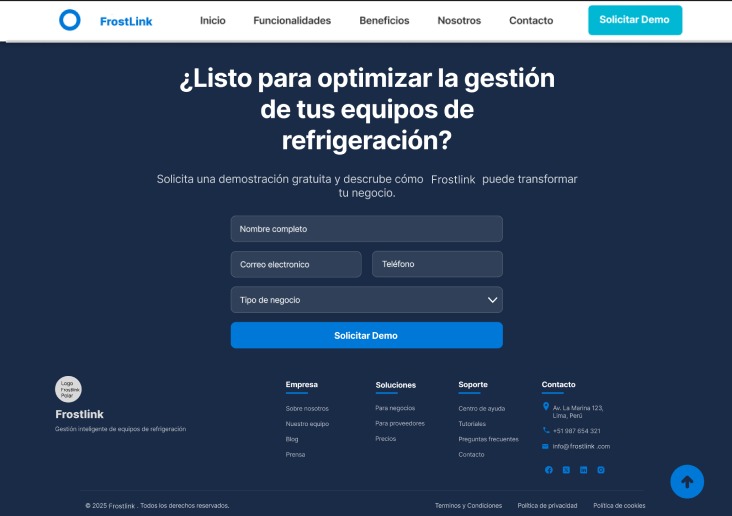 FrostLink
Inicio
Funcionalidades
Beneficios
Nosotros
Contacto
Solicitar Demo
¿Listo para optimizar la gestión
de tus equipos de
refrigeración?
Solicita una demostración gratuita y descrube cómo Frostlink puede transformar
tu negocio.
Nombre completo
Correo electronico
Teléfono
Tipo de negocio
Solicitar Demo
Logo
Frostlink
Polar
Frostlink
Gestión inteligente de equipos de refrigeración
Empresa
Sobre nosotros
Nuestro equipo
Blog
Prensa
Soluciones
Para negocios
Para proveedores
Precios
Soporte
Centro de ayuda
Tutoriales
Preguntas frecuentes
Contacto
Contacto
Av. La Marina 123,
Lima, Perú
+51 987 654 321
info@frostlink .com
© 2025 Frostlink . Todos los derechos reservados.
Terminos y Condiciones
Política de privacidad
Política de cookies